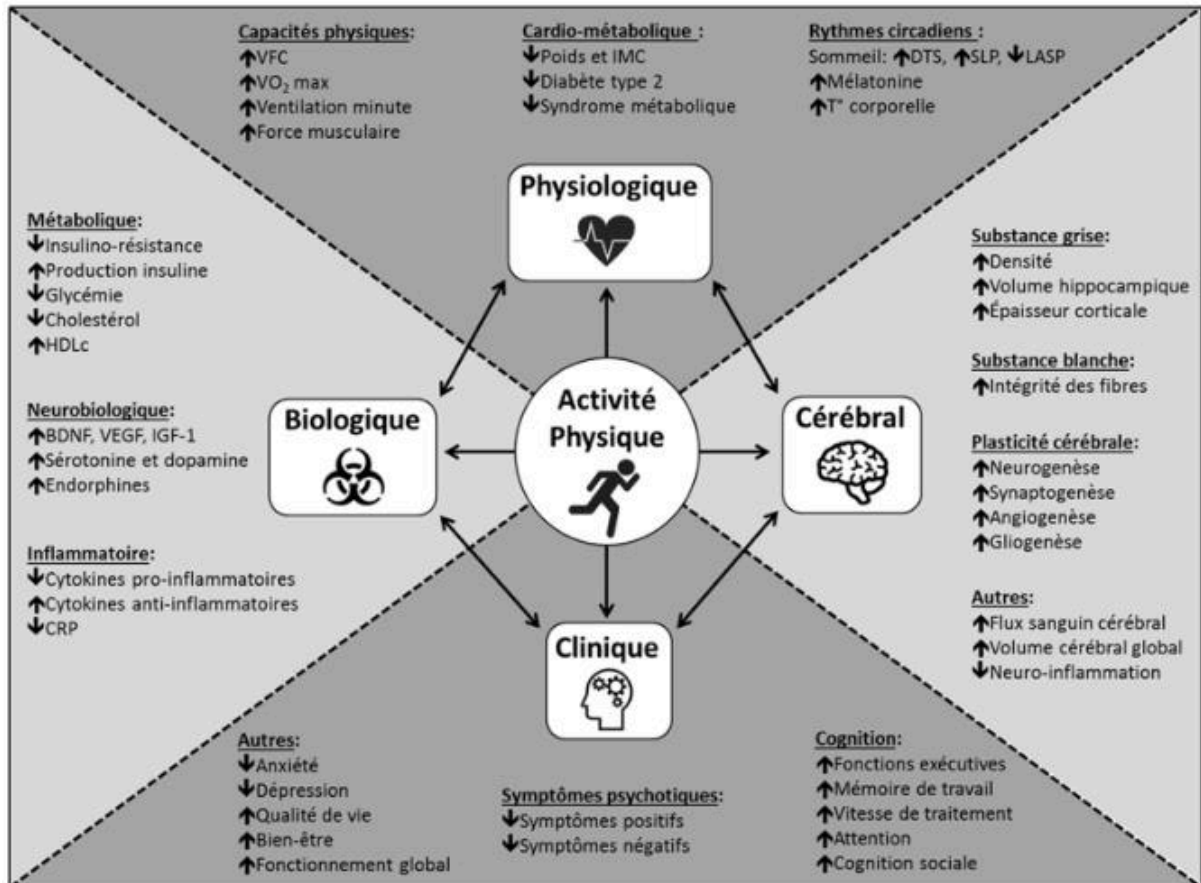 Capacités physiques:
↑VFC
↑VO₂ max
↑Ventilation minute
↑Force musculaire
Cardio-métabolique :
↓Poids et IMC
↓Diabète type 2
↓Syndrome métabolique
Rythmes circadiens :
Sommeil: ↑DTS, ↑SLP, ↓LASP
↑Mélatonine
↑T° corporelle
Physiologique
Métabolique:
↓Insulino-résistance
↑Production insuline
↓Glycémie
↓Cholestérol
↑HDLc
Neurobiologique:
↑BDNF, VEGF, IGF-1
↑Sérotonine et dopamine
↑Endorphines
Inflammatoire:
↓Cytokines pro-inflammatoires
↑Cytokines anti-inflammatoires
↓CRP
Biologique
Activité
Physique
Cérébral
Substance grise:
↑Densité
↑Volume hippocampique
↑Épaisseur corticale
Substance blanche:
↑Intégrité des fibres
Plasticité cérébrale:
↑Neurogenèse
↑Synaptogenèse
↑Angiogenèse
↑Gliogenèse
Autres:
↑Flux sanguin cérébral
↑Volume cérébral global
↓Neuro-inflammation
Clinique
Autres:
↓Anxiété
↓Dépression
↑Qualité de vie
↑Bien-être
↑Fonctionnement global
Symptômes psychotiques:
↓Symptômes positifs
↓Symptômes négatifs
Cognition:
↑Fonctions exécutives
↑Mémoire de travail
↑Vitesse de traitement
↑Attention
↑Cognition sociale